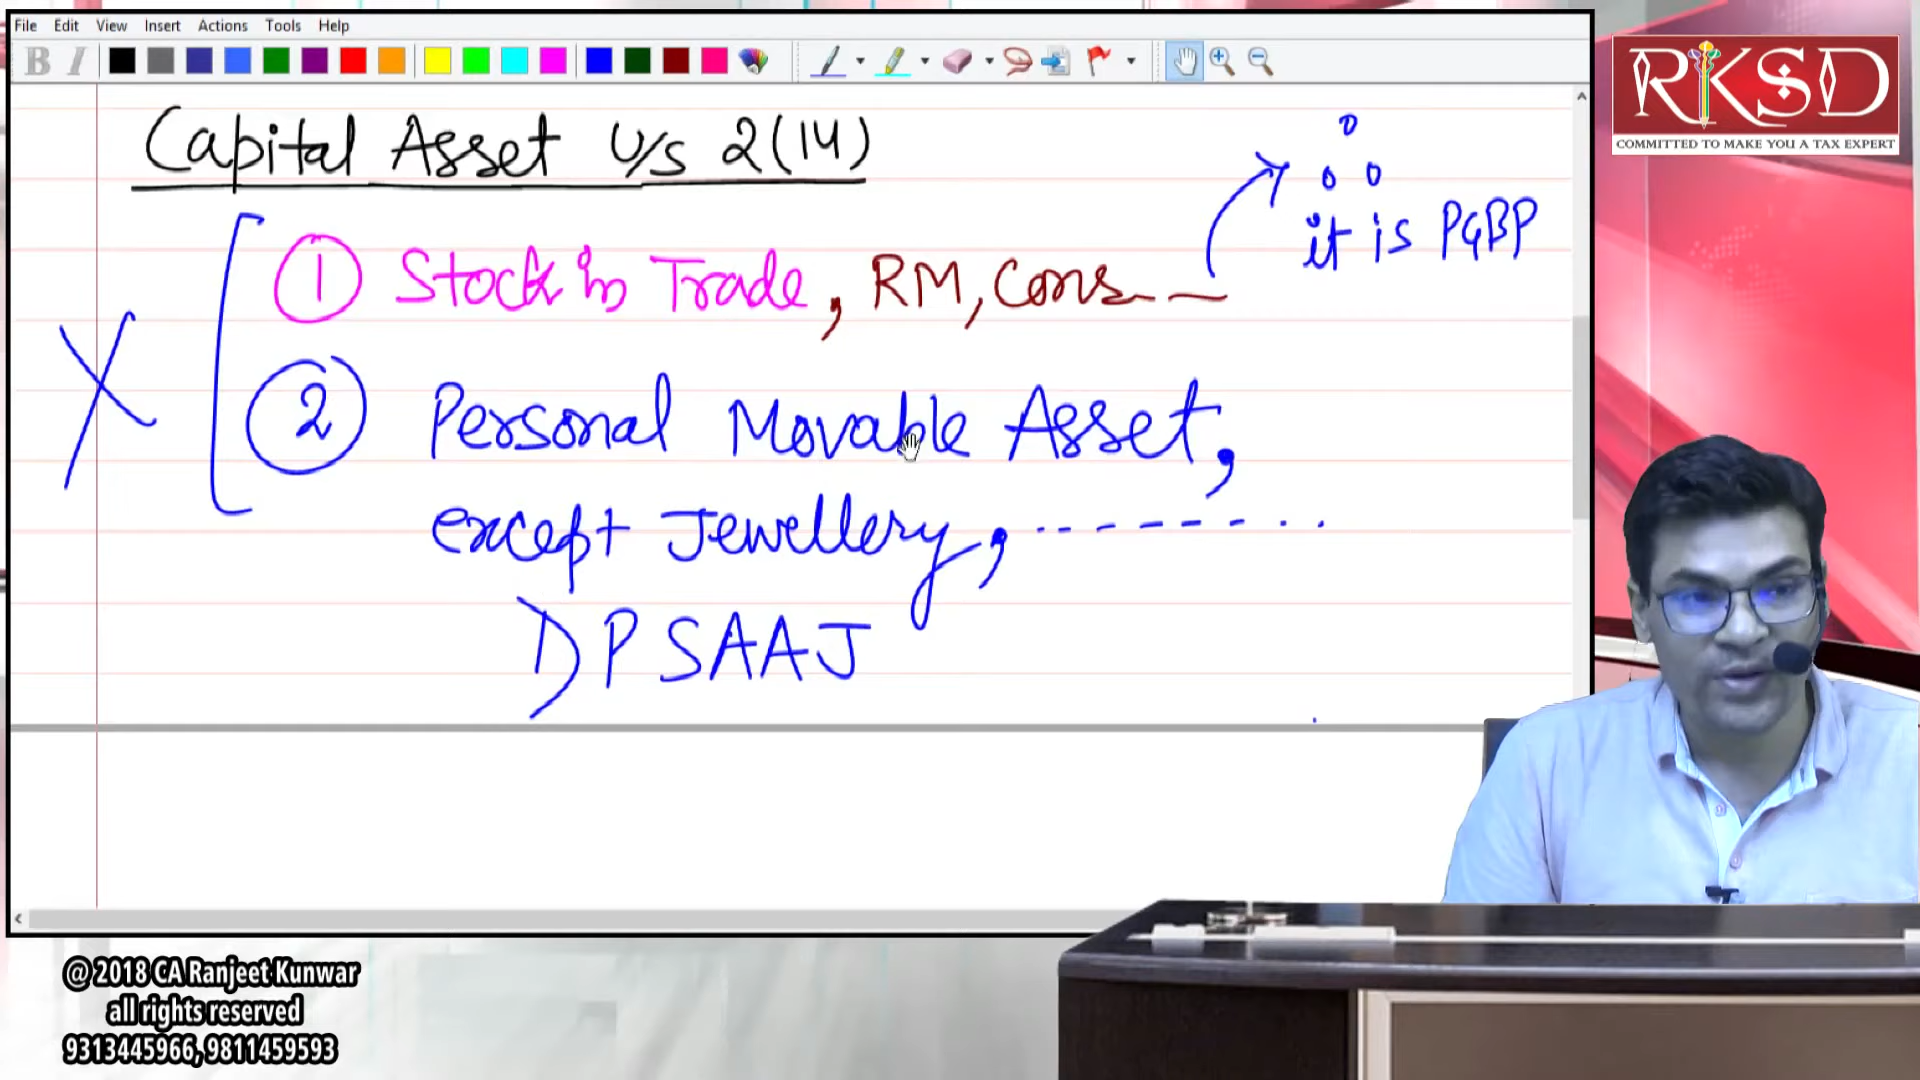 File Edit View Insert Actions Tools Help
B I
Capital Asset U/s 2(14)
it is PGBP
① Stock in Trade, RM, Cons
X
② Personal Movable Asset,
except Jewellery, --------
DPSAAJ
RKSD
COMMITTED TO MAKE YOU A TAX EXPERT
@ 2018 CA Ranjeet Kunwar
all rights reserved
9313445966, 9811459593